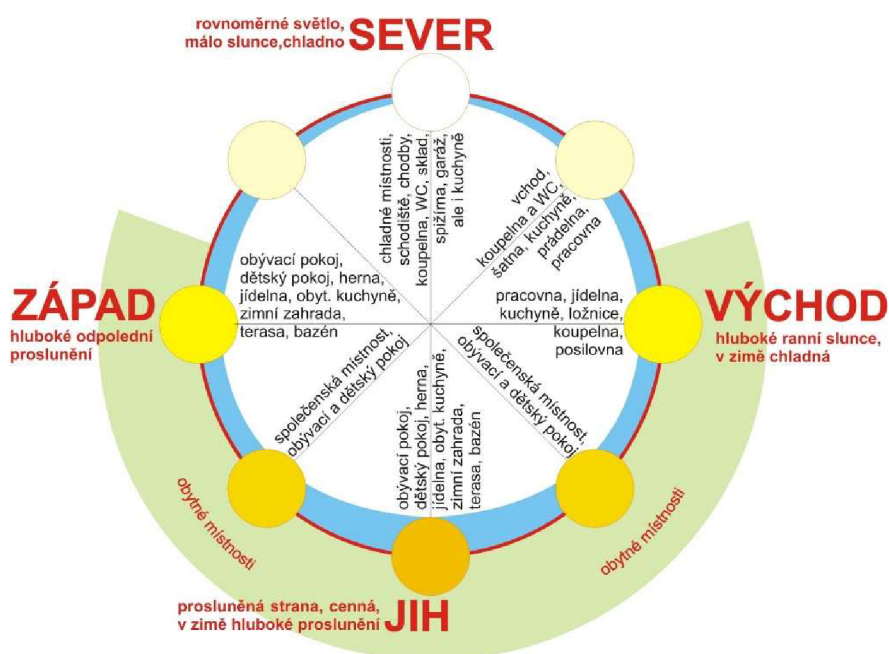 rovnoměrné světlo,
málo slunce,chladno
SEVER
chladné místnosti,
schodiště, chodby,
koupelna, WC, sklad,
spižírna, garáž,
ale i kuchyně
vchod,
koupelna a WC,
šatna, kuchyně,
prádelna,
pracovna
ZÁPAD
hluboké odpolední
proslunění
obývací pokoj,
dětský pokoj, herna,
jídelna, obyt. kuchyně,
zimní zahrada,
terasa, bazén
pracovna, jídelna,
kuchyně, ložnice,
koupelna,
posilovna
VÝCHOD
hluboké ranní slunce,
v zimě chladná
společenská místnost,
obývací a dětský pokoj
obývací pokoj,
dětský pokoj, herna,
jídelna, obyt. kuchyně,
zimní zahrada,
terasa, bazén
společenská místnost,
obývací a dětský pokoj
obytné místnosti
obytné místnosti
prosluněná strana, cenná,
v zimě hluboké proslunění
JIH